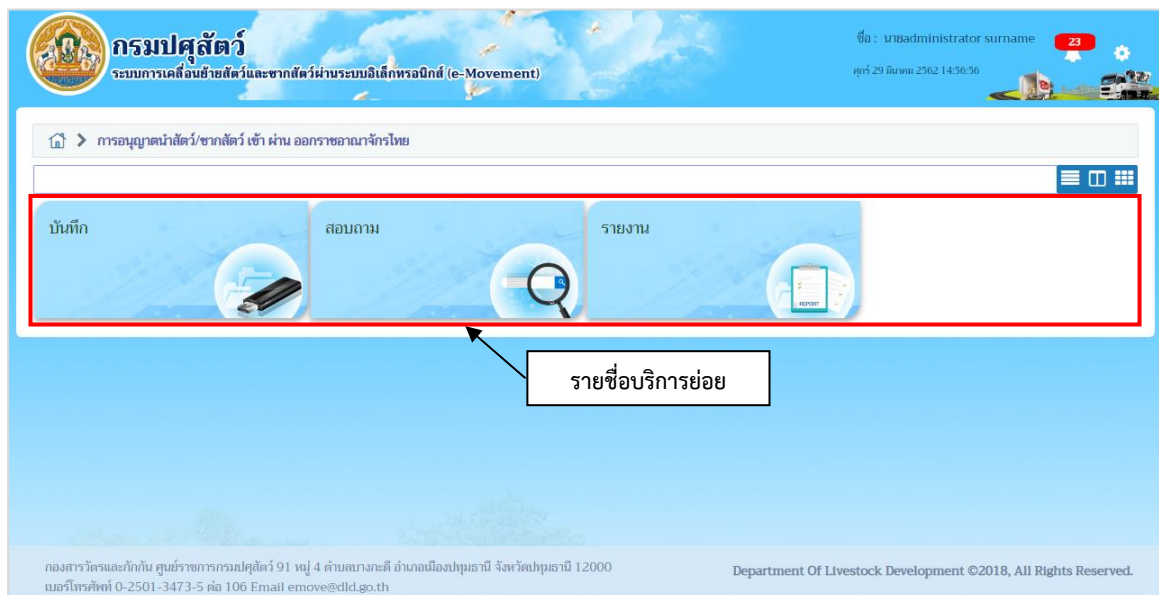 กรมปศุสัตว์
ระบบการเคลื่อนย้ายสัตว์และซากสัตว์ผ่านระบบอิเล็กทรอนิกส์ (e-Movement)
ชื่อ : นายadministrator surname
23
ศุกร์ 29 มีนาคม 2562 14:56:56
การอนุญาตนำสัตว์/ซากสัตว์ เข้า ผ่าน ออกราชอาณาจักรไทย
บันทึก
สอบถาม
รายงาน
REPORT
รายชื่อบริการย่อย
กองสารวัตรและกักกัน ศูนย์ราชการกรมปศุสัตว์ 91 หมู่ 4 ตำบลบางกะดี อำเภอเมืองปทุมธานี จังหวัดปทุมธานี 12000
เบอร์โทรศัพท์ 0-2501-3473-5 ต่อ 106 Email emove@dld.go.th
Department Of Livestock Development ©2018, All Rights Reserved.